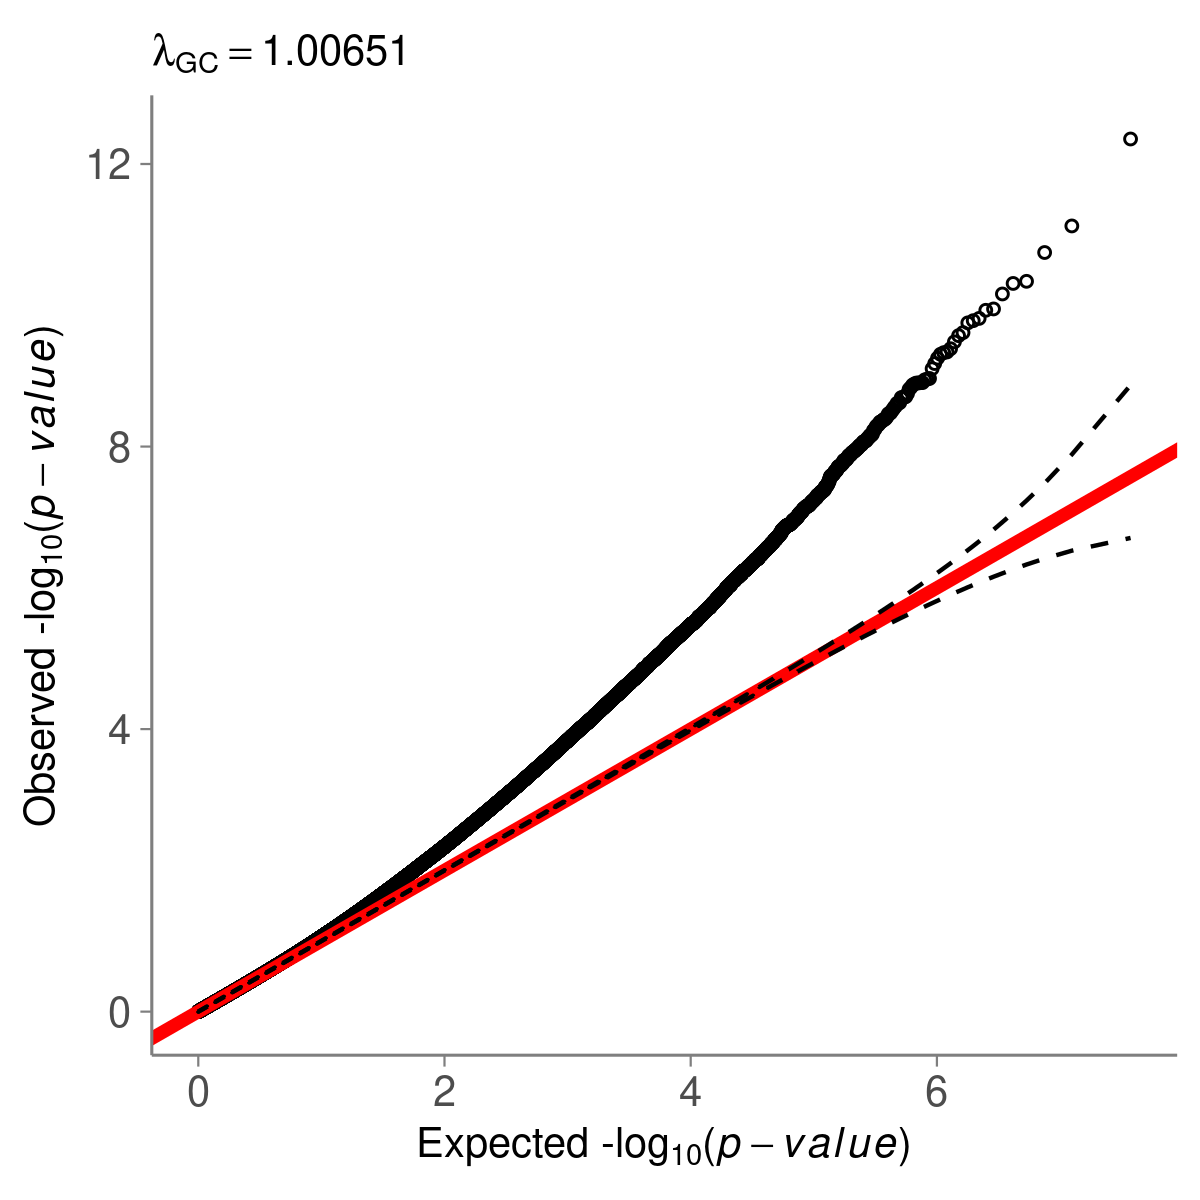 λGC = 1.00651
12
8
4
0
Observed -log10(p − value)
0 2 4 6
Expected -log10(p − value)